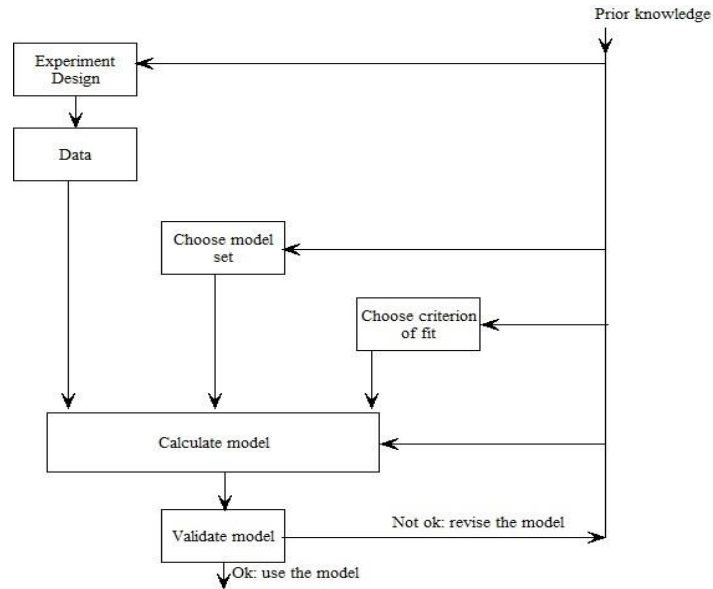 Prior knowledge
Experiment
Design
Data
Choose model
set
Choose criterion
of fit
Calculate model
Validate model
Not ok: revise the model
Ok: use the model